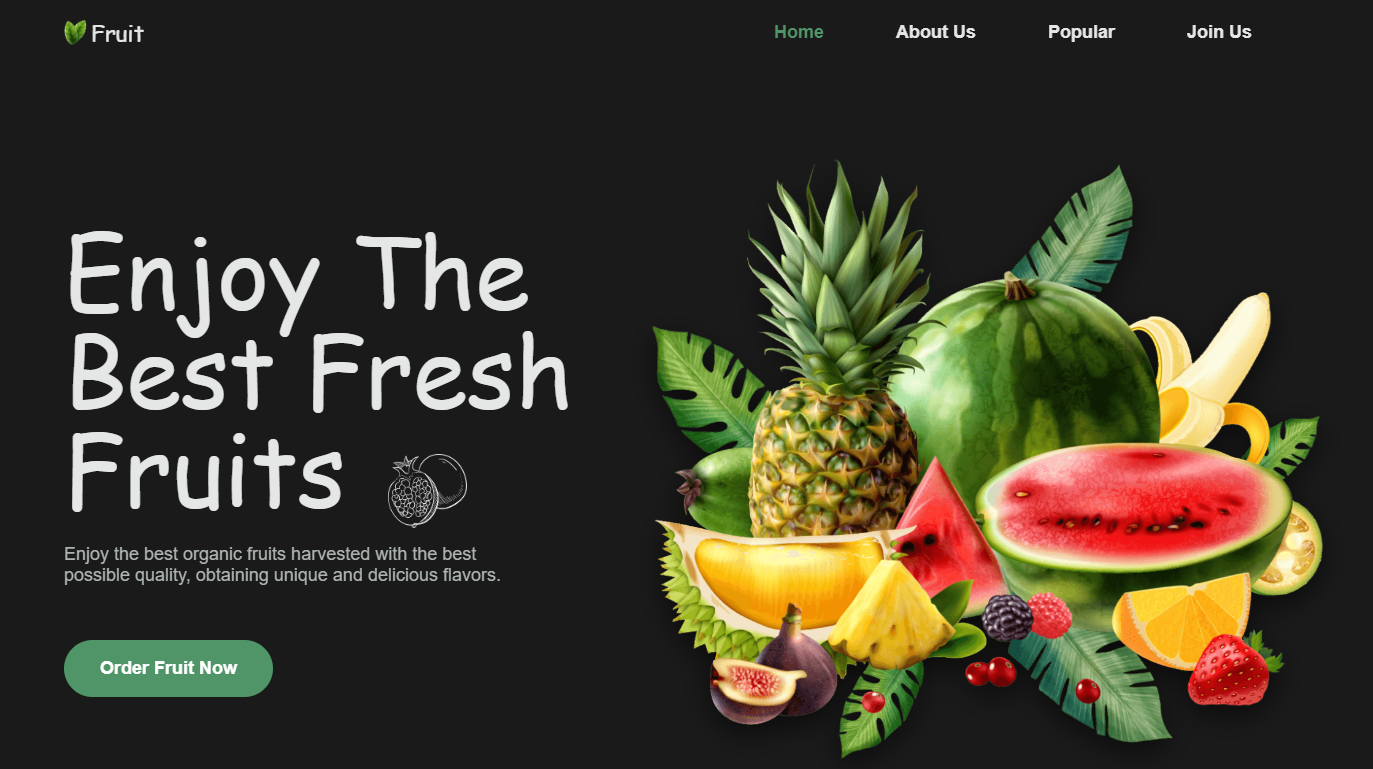 Fruit
Home
About Us
Popular
Join Us
Enjoy The
Best Fresh
Fruits
Enjoy the best organic fruits harvested with the best
possible quality, obtaining unique and delicious flavors.
Order Fruit Now